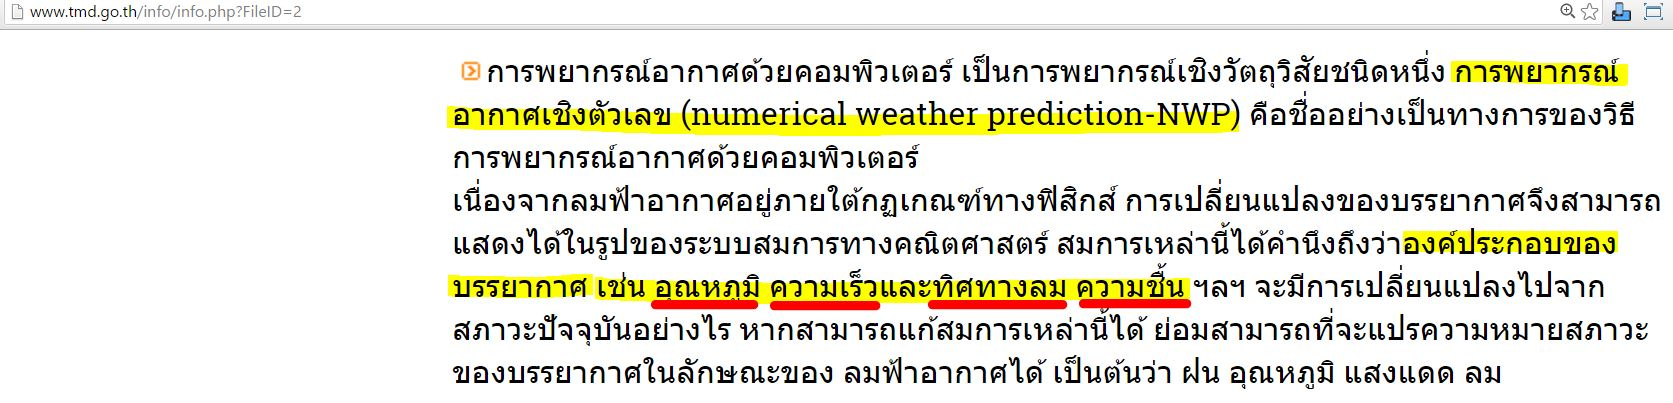 www.tmd.go.th/info/info.php?FileID=2
การพยากรณ์อากาศด้วยคอมพิวเตอร์ เป็นการพยากรณ์เชิงวัตถุวิสัยชนิดหนึ่ง การพยากรณ์
อากาศเชิงตัวเลข (numerical weather prediction-NWP) คือชื่ออย่างเป็นทางการของวิธี
การพยากรณ์อากาศด้วยคอมพิวเตอร์
เนื่องจากลมฟ้าอากาศอยู่ภายใต้กฏเกณฑ์ทางฟิสิกส์ การเปลี่ยนแปลงของบรรยากาศจึงสามารถ
แสดงได้ในรูปของระบบสมการทางคณิตศาสตร์ สมการเหล่านี้ได้คำนึงถึงว่าองค์ประกอบของ
บรรยากาศ เช่น อุณหภูมิ ความเร็วและทิศทางลม ความชื้น ฯลฯ จะมีการเปลี่ยนแปลงไปจาก
สภาวะปัจจุบันอย่างไร หากสามารถแก้สมการเหล่านี้ได้ ย่อมสามารถที่จะแปรความหมายสภาวะ
ของบรรยากาศในลักษณะของ ลมฟ้าอากาศได้ เป็นต้นว่า ฝน อุณหภูมิ แสงแดด ลม